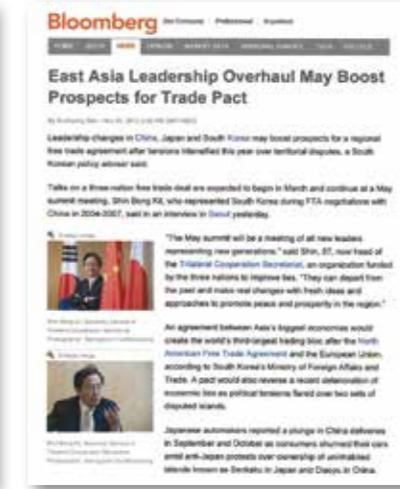 Bloomberg
East Asia Leadership Overhaul May Boost
Prospects for Trade Pact
Leadership changes in China, Japan and South Korea may boost prospects for a regional
free trade agreement after tensions intensified this year over territorial disputes, a South
Korean policy adviser said.
Talks on a three-nation free trade deal are expected to begin in March and continue at a May
summit meeting, Shin Bong Kil, who represented South Korea during FTA negotiations with
China in 2004-2007, said in an interview in Seoul yesterday.
"The May summit will be a meeting of all new leaders
representing new generations," said Shin, 57, now head of
the Trilateral Cooperation Secretariat, an organization funded
by the three nations to improve ties. "They can depart from
the past and make real changes with fresh ideas and
approaches to promote peace and prosperity in the region."
An agreement between Asia's biggest economies would
create the world's third-largest trading bloc after the North
American Free Trade Agreement and the European Union,
according to South Korea's Ministry of Foreign Affairs and
Trade. A pact would also reverse a recent deterioration of
economic ties as political tensions flared over two sets of
disputed islands.
Japanese automakers reported a plunge in China deliveries
in September and October as consumers shunned their cars
amid anti-Japan protests over ownership of uninhabited
islands known as Senkaku in Japan and Diaoyu in China.